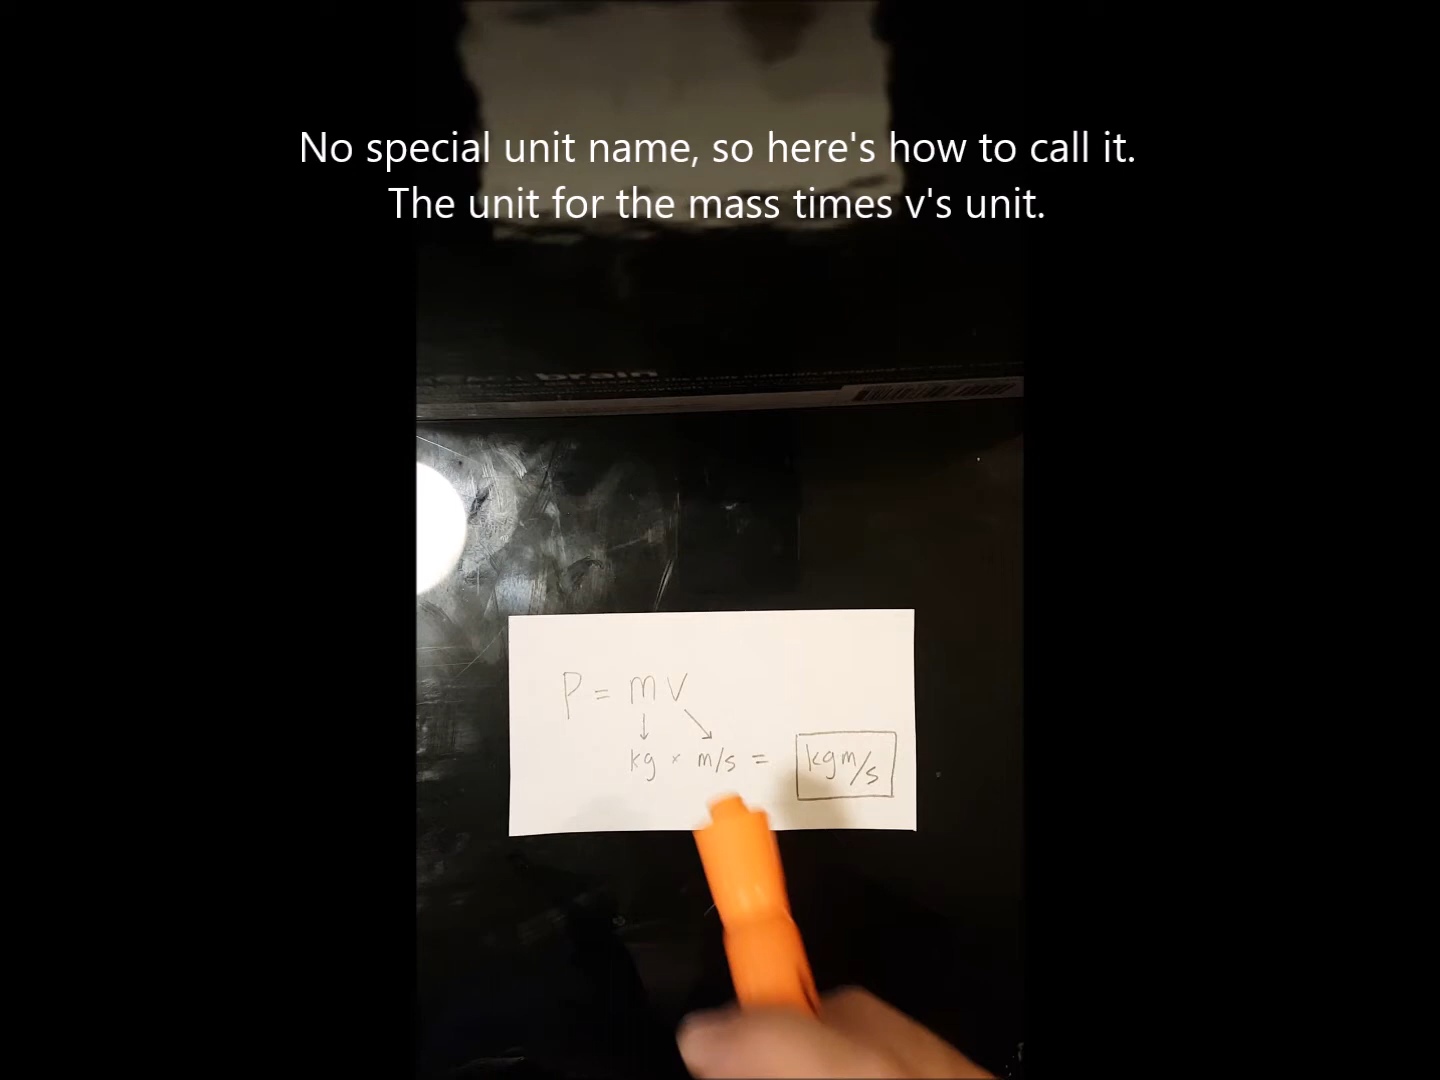 No special unit name, so here's how to call it.
The unit for the mass times v's unit.
brain
P = mv
kg × m/s = kgm/s